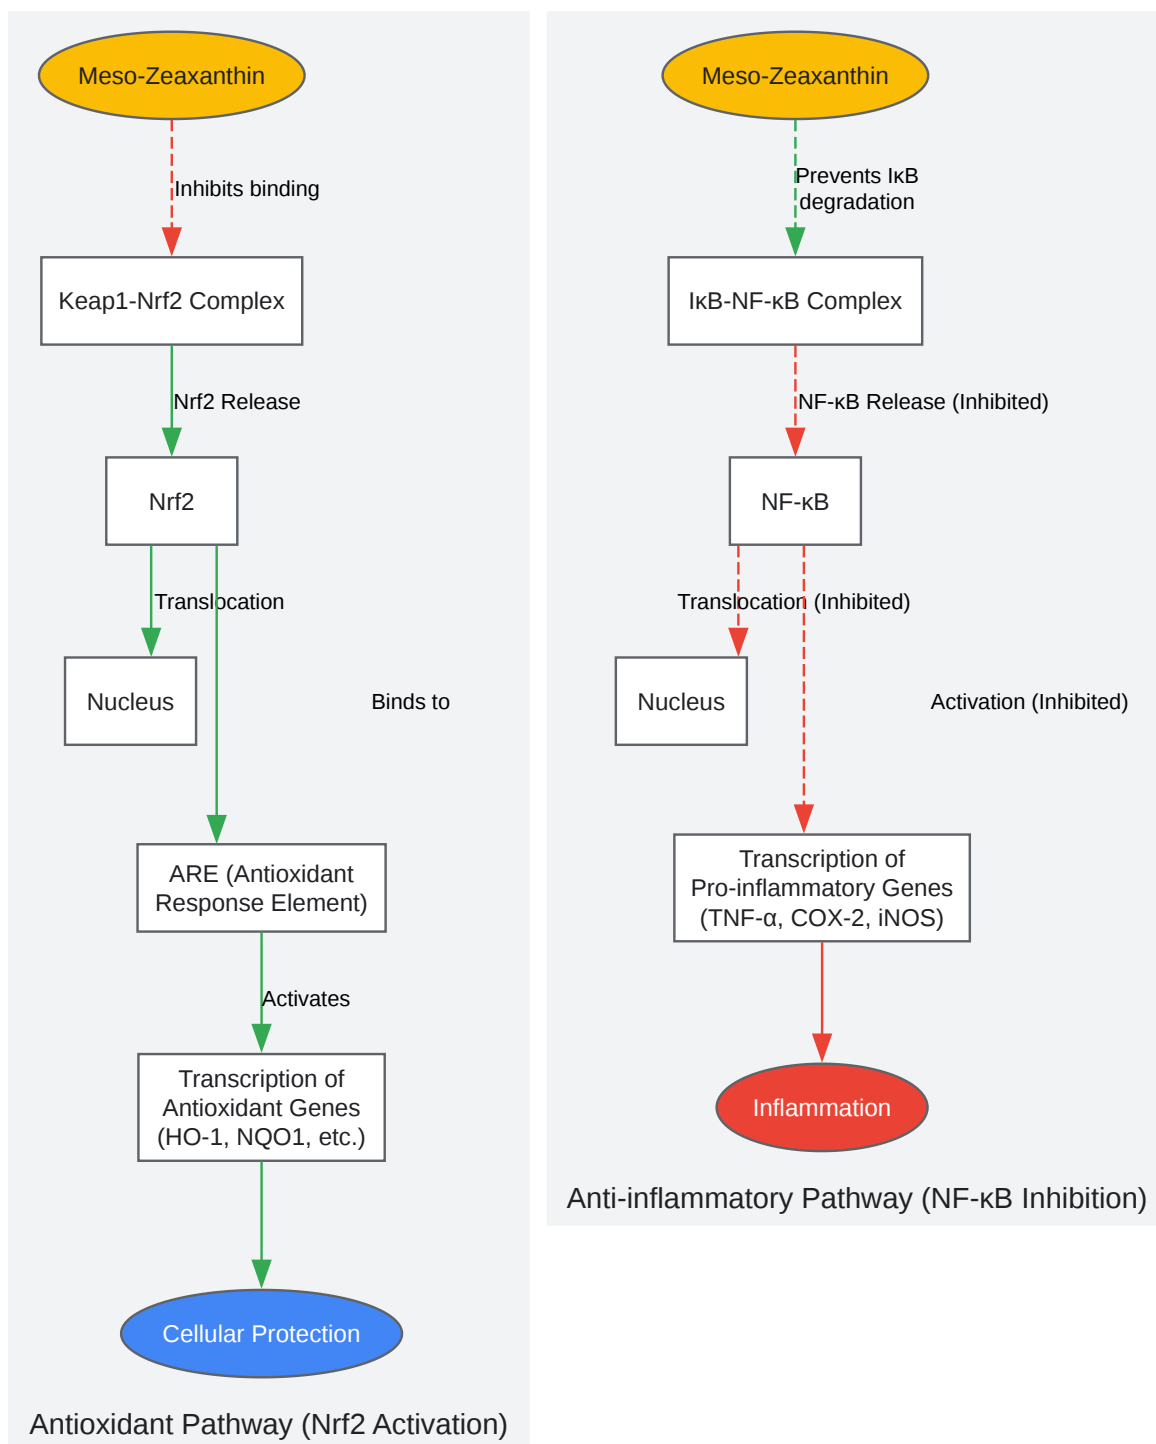 Meso-Zeaxanthin
Inhibits binding
Keap1-Nrf2 Complex
Nrf2 Release
Nrf2
Translocation
Nucleus
Binds to
ARE (Antioxidant
Response Element)
Activates
Transcription of
Antioxidant Genes
(HO-1, NQO1, etc.)
Cellular Protection
Antioxidant Pathway (Nrf2 Activation)
Meso-Zeaxanthin
Prevents IκB
degradation
IκB-NF-κB Complex
NF-κB Release (Inhibited)
NF-κB
Translocation (Inhibited)
Nucleus
Activation (Inhibited)
Transcription of
Pro-inflammatory Genes
(TNF-α, COX-2, iNOS)
Inflammation
Anti-inflammatory Pathway (NF-κB Inhibition)